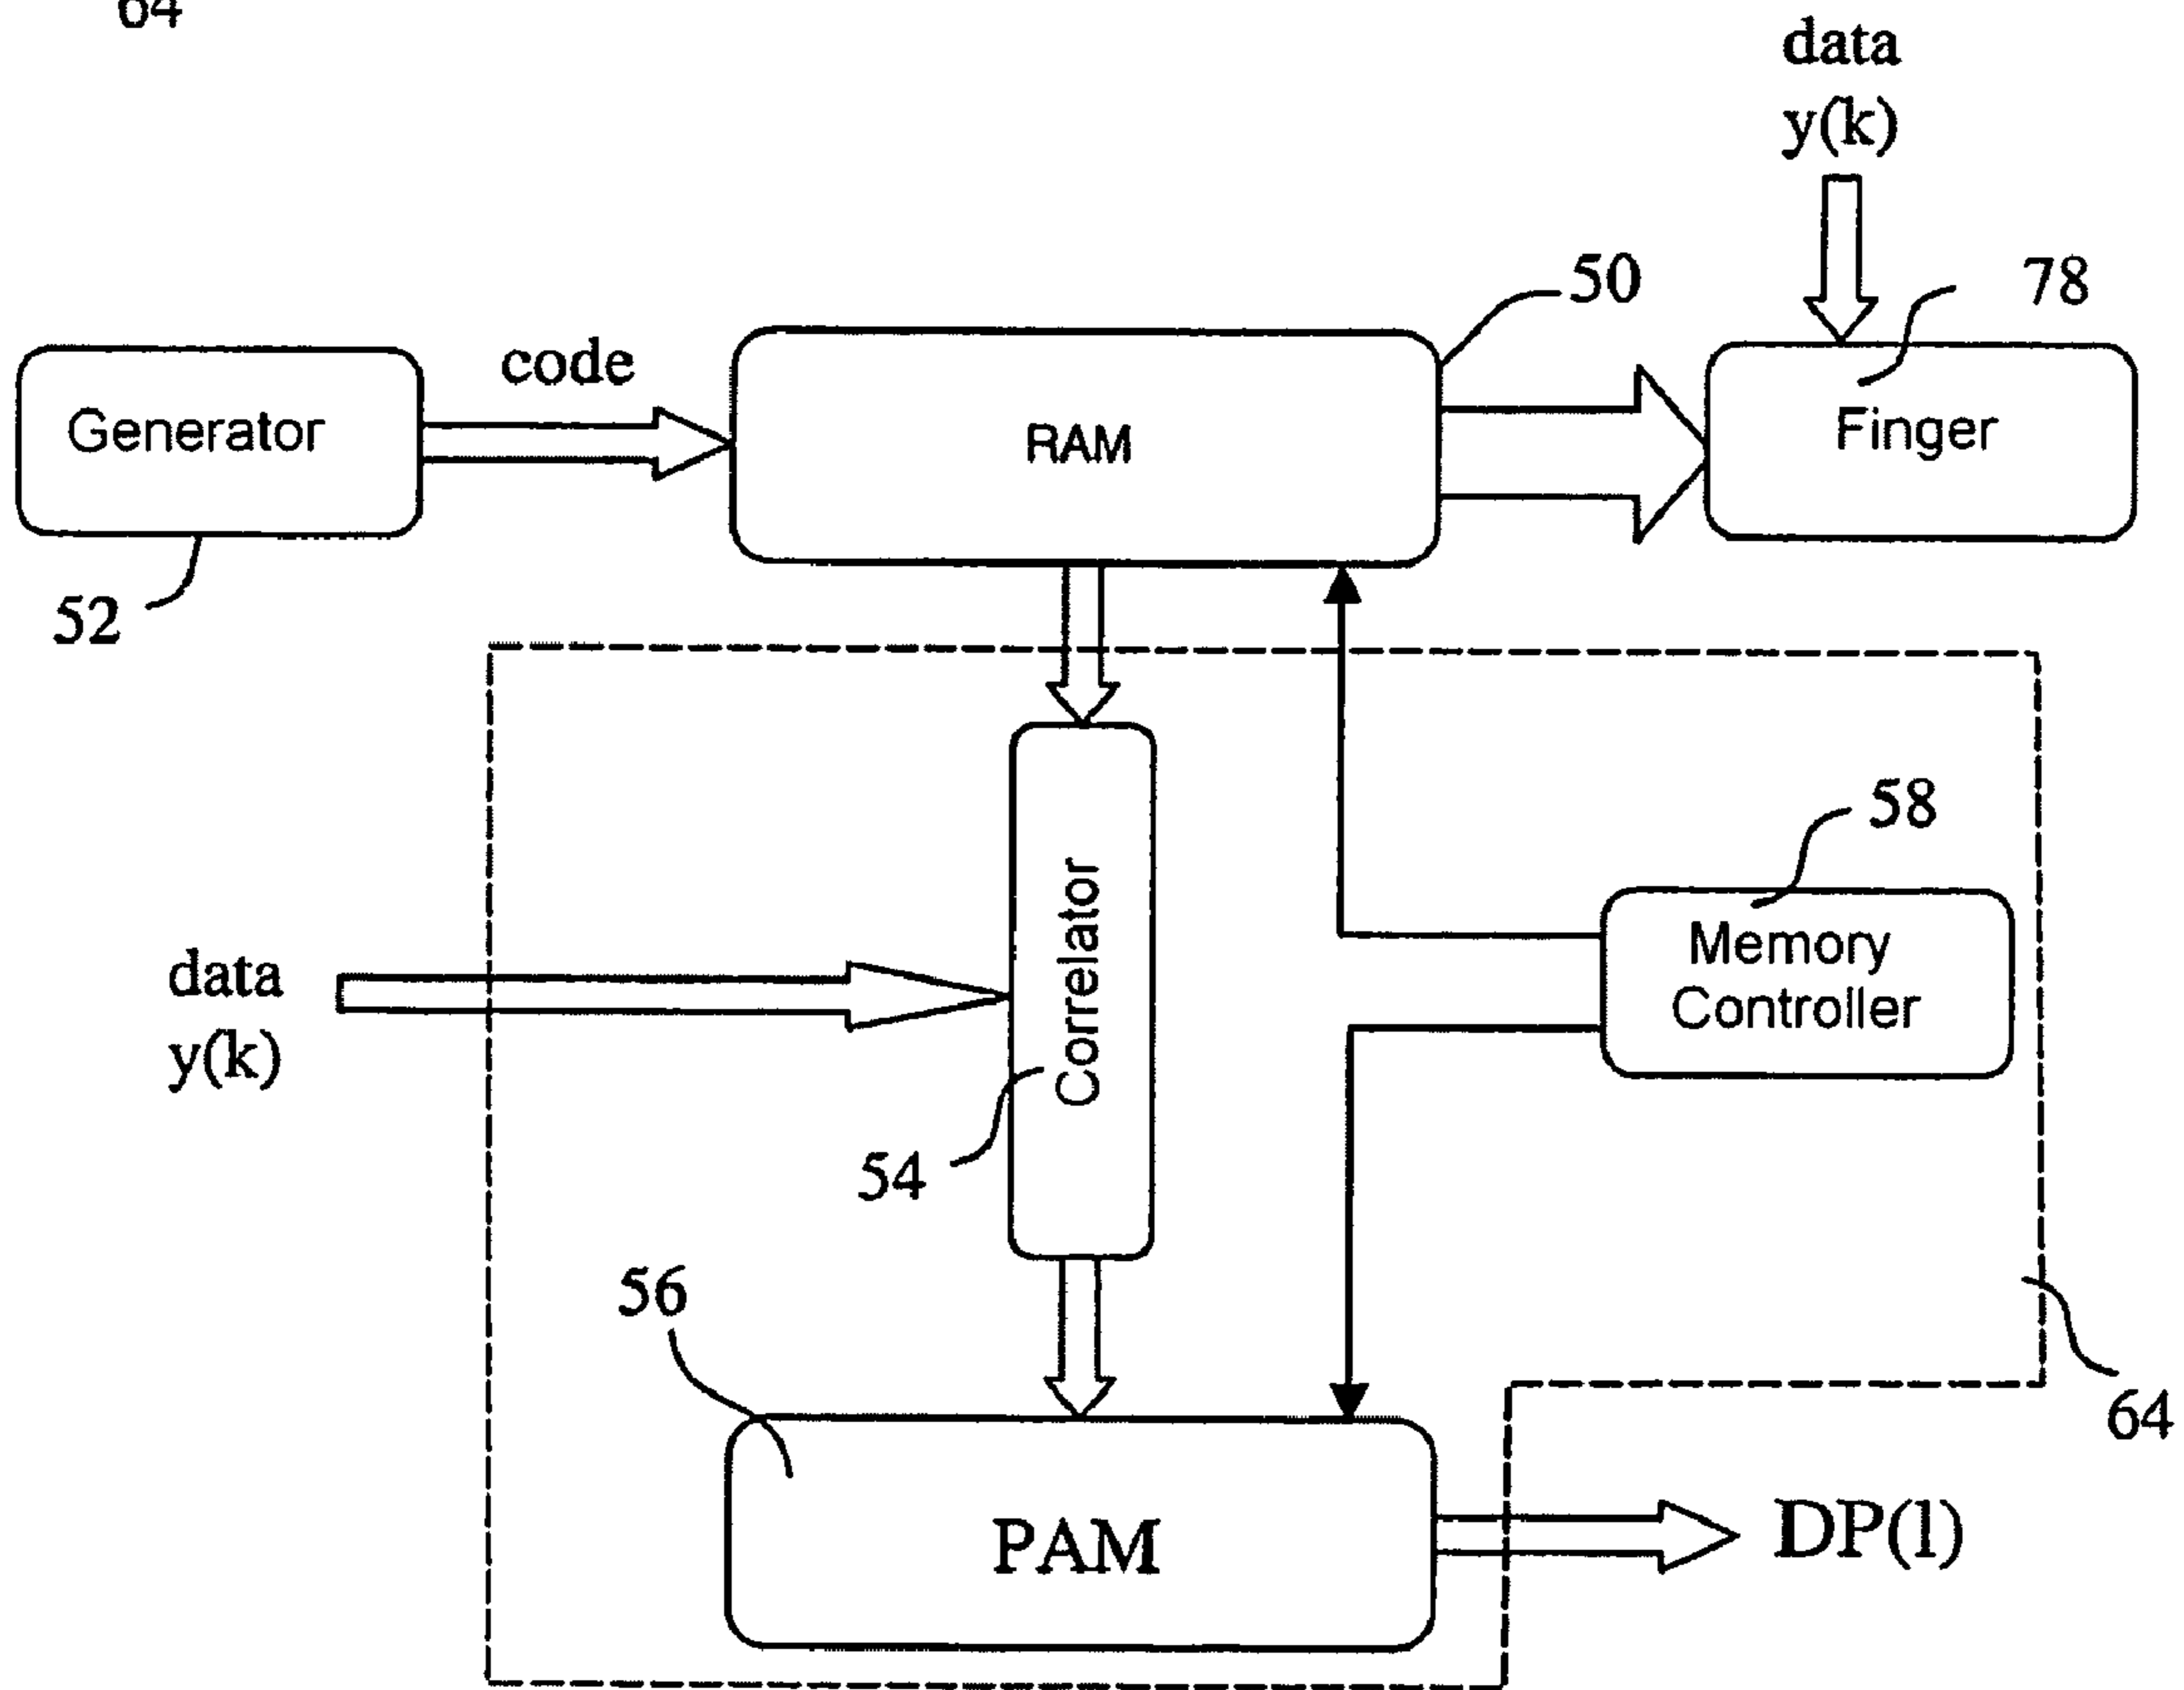 64
data
y(k)
50
78
code
Generator
RAM
Finger
52
58
Memory
Controller
Correlator
data
y(k)
54
56
64
PAM
DP(l)